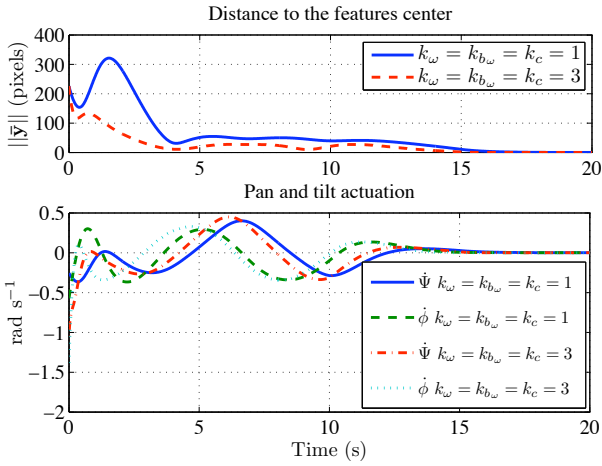 Distance to the features center
||ȳ|| (pixels)
400
300
200
100
0
k_ω = k_{b_ω} = k_c = 1
k_ω = k_{b_ω} = k_c = 3
0 5 10 15 20
Pan and tilt actuation
rad s⁻¹
0.5
0
−0.5
−1
−1.5
−2
Ψ̇ k_ω = k_{b_ω} = k_c = 1
ϕ̇ k_ω = k_{b_ω} = k_c = 1
Ψ̇ k_ω = k_{b_ω} = k_c = 3
ϕ̇ k_ω = k_{b_ω} = k_c = 3
0 5 10 15 20
Time (s)